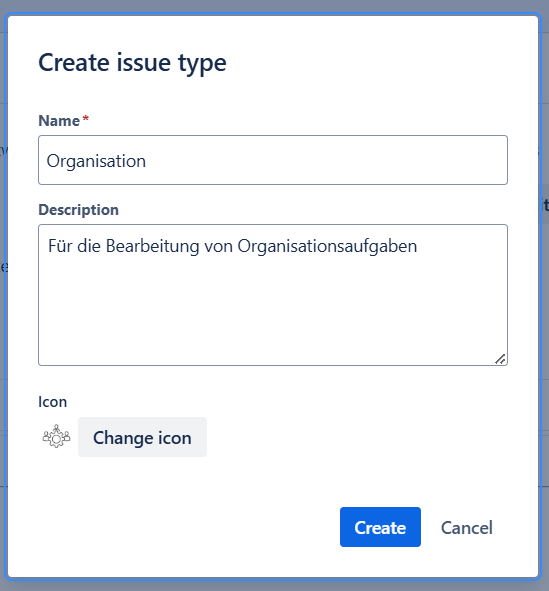 Create issue type
Name*
Organisation
Description
Für die Bearbeitung von Organisationsaufgaben
Icon
Change icon
Create Cancel